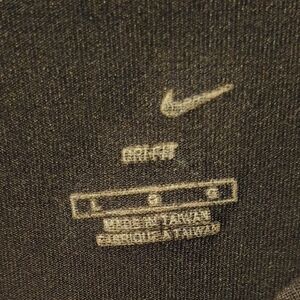 DRI-FIT
L G G
MADE IN TAIWAN
FABRIQUE A TAIWAN